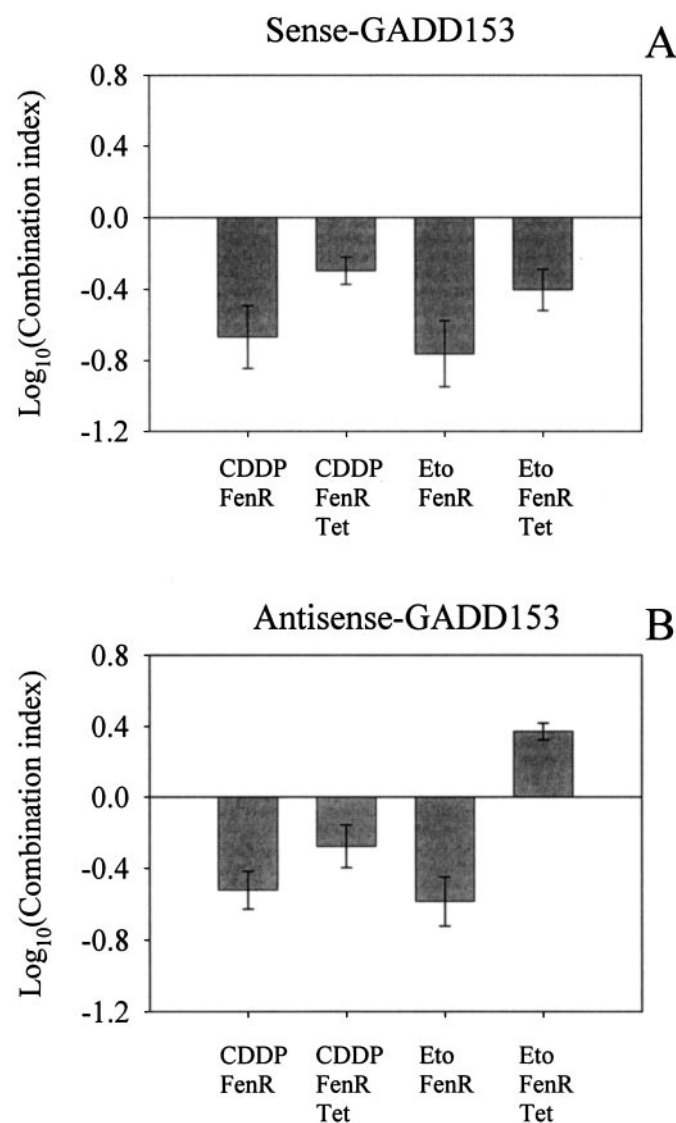 Sense-GADD153
A
Log10(Combination index)
0.8
0.4
0.0
-0.4
-0.8
-1.2
CDDP FenR
CDDP FenR Tet
Eto FenR
Eto FenR Tet
Antisense-GADD153
B
Log10(Combination index)
0.8
0.4
0.0
-0.4
-0.8
-1.2
CDDP FenR
CDDP FenR Tet
Eto FenR
Eto FenR Tet